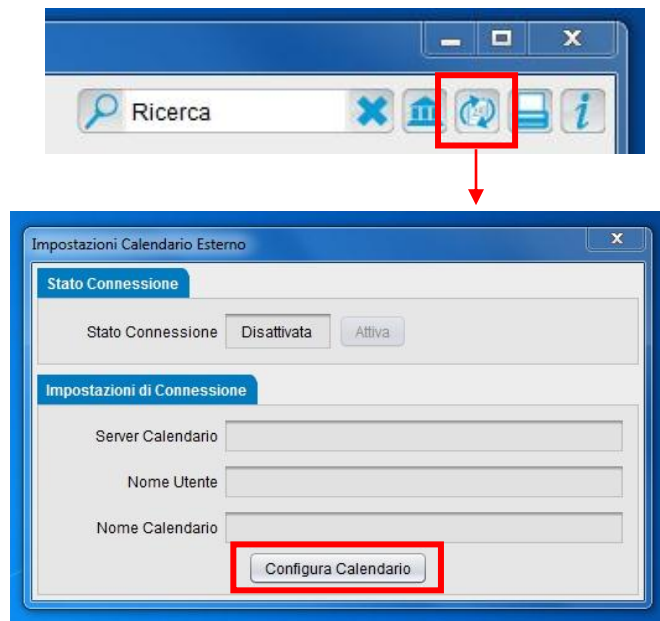 Ricerca
Impostazioni Calendario Esterno
Stato Connessione
Stato Connessione Disattivata Attiva
Impostazioni di Connessione
Server Calendario
Nome Utente
Nome Calendario
Configura Calendario